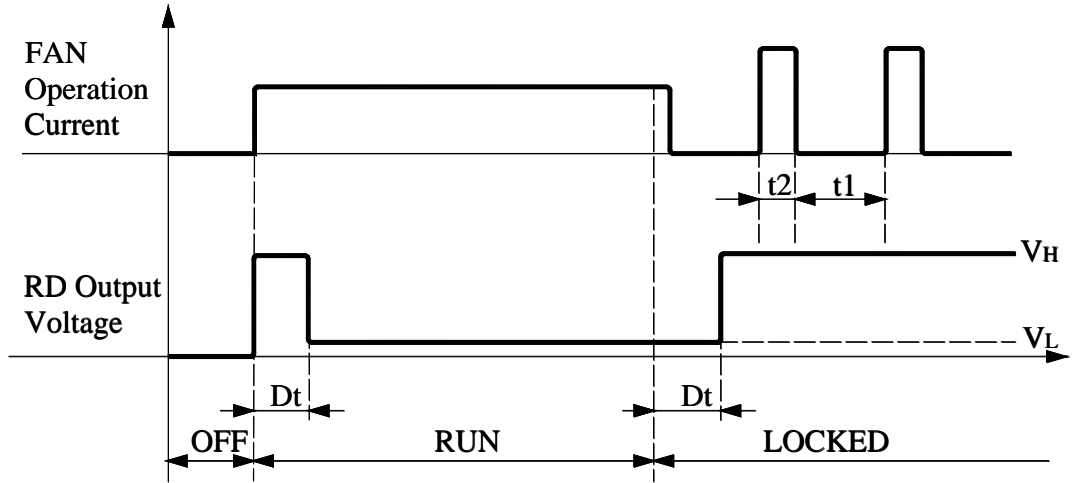 FAN
Operation
Current
t2
t1
VH
RD Output
Voltage
VL
Dt
Dt
OFF
RUN
LOCKED